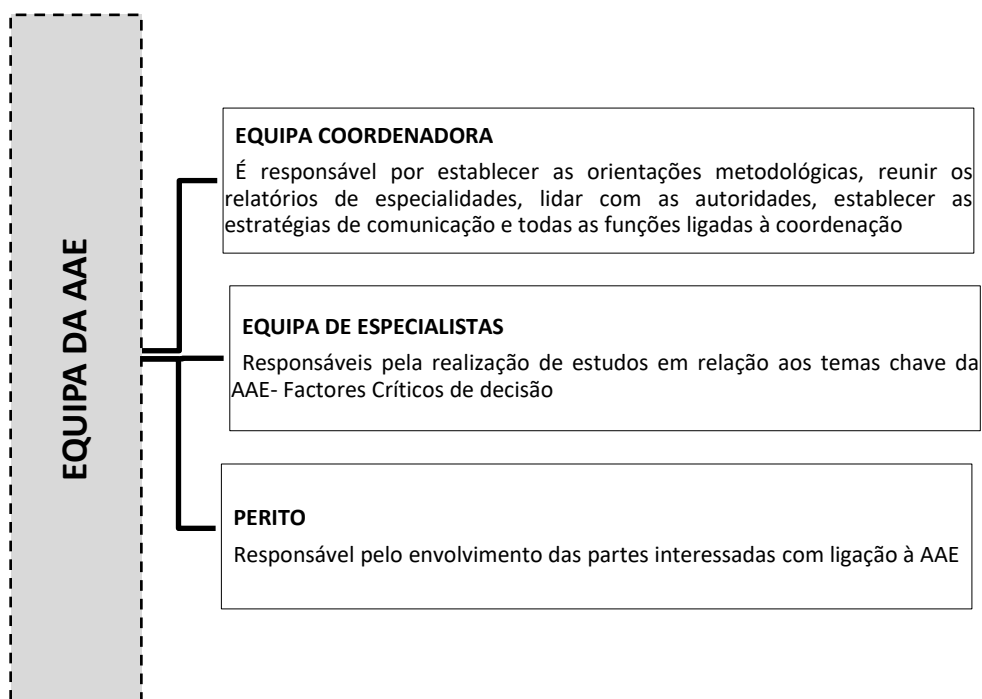 EQUIPA DA AAE
EQUIPA COORDENADORA
É responsável por establecer as orientações metodológicas, reunir os
relatórios de especialidades, lidar com as autoridades, establecer as
estratégias de comunicação e todas as funções ligadas à coordenação
EQUIPA DE ESPECIALISTAS
Responsáveis pela realização de estudos em relação aos temas chave da
AAE- Factores Críticos de decisão
PERITO
Responsável pelo envolvimento das partes interessadas com ligação à AAE